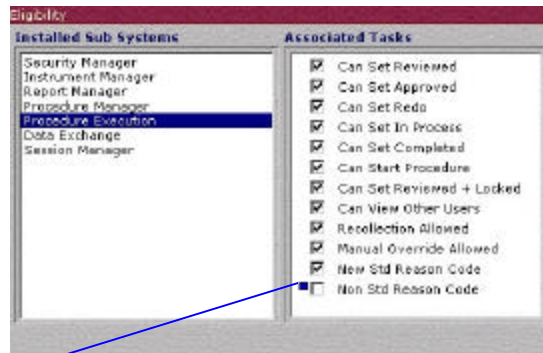 Eligibility
Installed Sub Systems
Security Manager
Instrument Manager
Report Manager
Procedure Manager
Procedure Execution
Data Exchange
Session Manager
Associated Tasks
Can Set Reviewed
Can Set Approved
Can Set Redo
Can Set In Process
Can Set Completed
Can Start Procedure
Can Set Reviewed + Locked
Can View Other Users
Recollection Allowed
Manual Override Allowed
New Std Reason Code
Non Std Reason Code